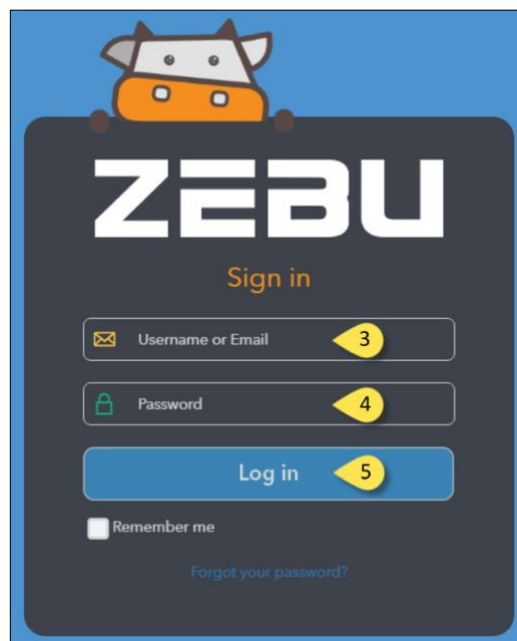 ZEBU
Sign in
Username or Email 3
Password 4
Log in 5
Remember me
Forgot your password?